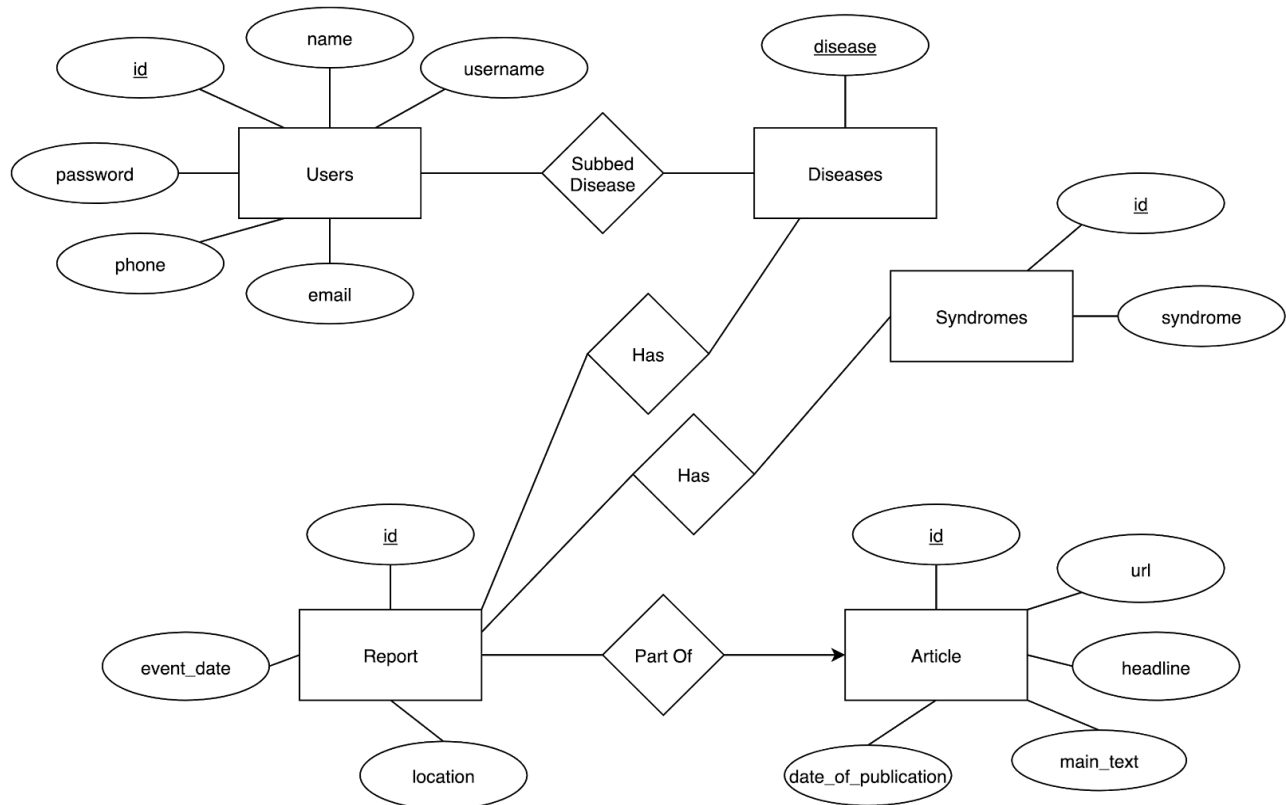 name
disease
id
username
password
Users
Subbed
Disease
Diseases
id
phone
email
Syndromes
syndrome
Has
Has
id
id
url
event_date
Report
Part Of
Article
headline
location
date_of_publication
main_text